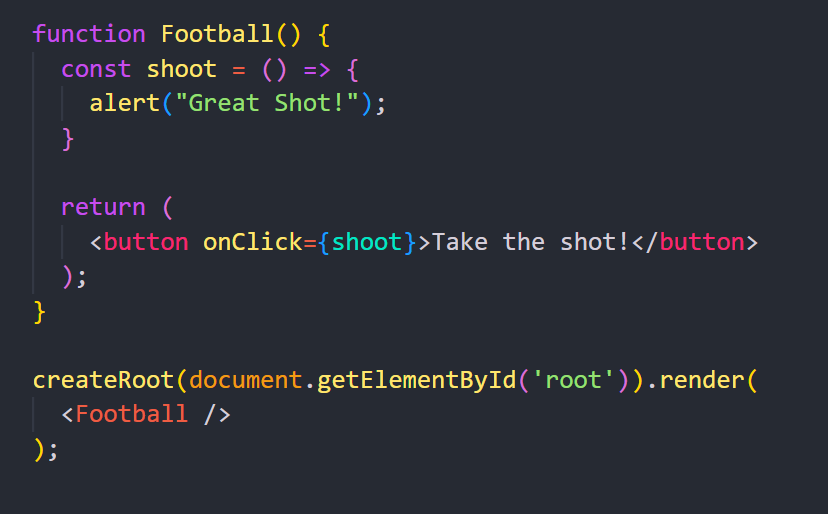 function Football() {
  const shoot = () => {
    alert("Great Shot!");
  }

  return (
    <button onClick={shoot}>Take the shot!</button>
  );
}

createRoot(document.getElementById('root')).render(
  <Football />
);